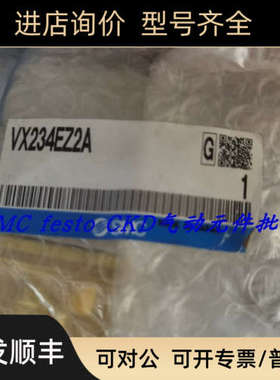 进店询价 型号齐全
VX234EZ2A
G
1
MC festo CKD气动元件批
发顺丰
可对公 可开专票/普